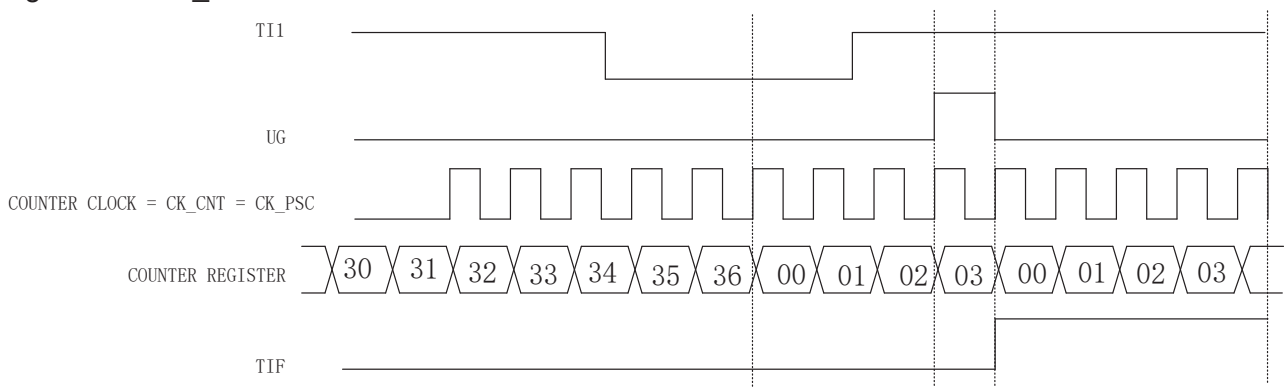 TI1
UG
COUNTER CLOCK = CK_CNT = CK_PSC
COUNTER REGISTER 30 31 32 33 34 35 36 00 01 02 03 00 01 02 03
TIF